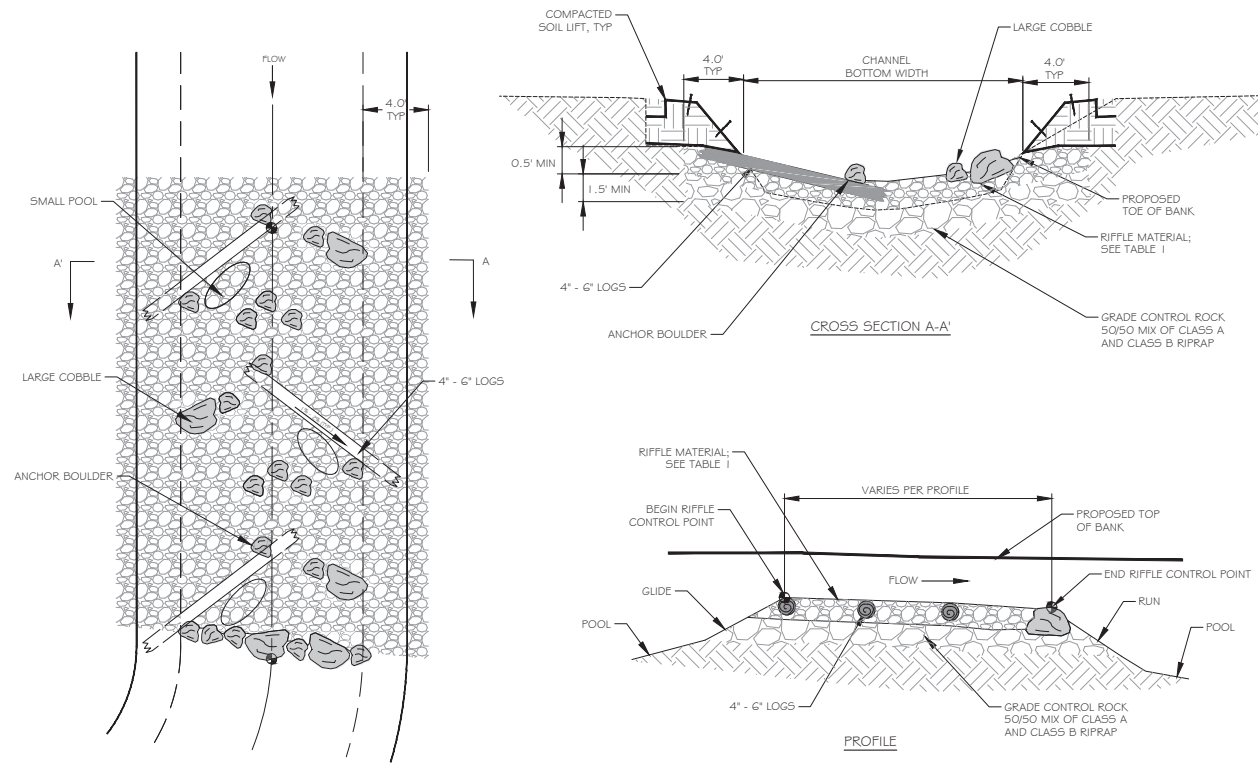 FLOW
4.0'
TYP
SMALL POOL
A'
A
LARGE COBBLE
4" - 6" LOGS
ANCHOR BOULDER
COMPACTED
SOIL LIFT, TYP
4.0'
TYP
CHANNEL
BOTTOM WIDTH
LARGE COBBLE
4.0'
TYP
0.5' MIN
1.5' MIN
PROPOSED
TOE OF BANK
RIFFLE MATERIAL;
SEE TABLE 1
4" - 6" LOGS
ANCHOR BOULDER
GRADE CONTROL ROCK
50/50 MIX OF CLASS A
AND CLASS B RIPRAP
CROSS SECTION A-A'
RIFFLE MATERIAL;
SEE TABLE 1
VARIES PER PROFILE
BEGIN RIFFLE
CONTROL POINT
PROPOSED TOP
OF BANK
FLOW
END RIFFLE CONTROL POINT
GLIDE
RUN
POOL
POOL
4" - 6" LOGS
GRADE CONTROL ROCK
50/50 MIX OF CLASS A
AND CLASS B RIPRAP
PROFILE